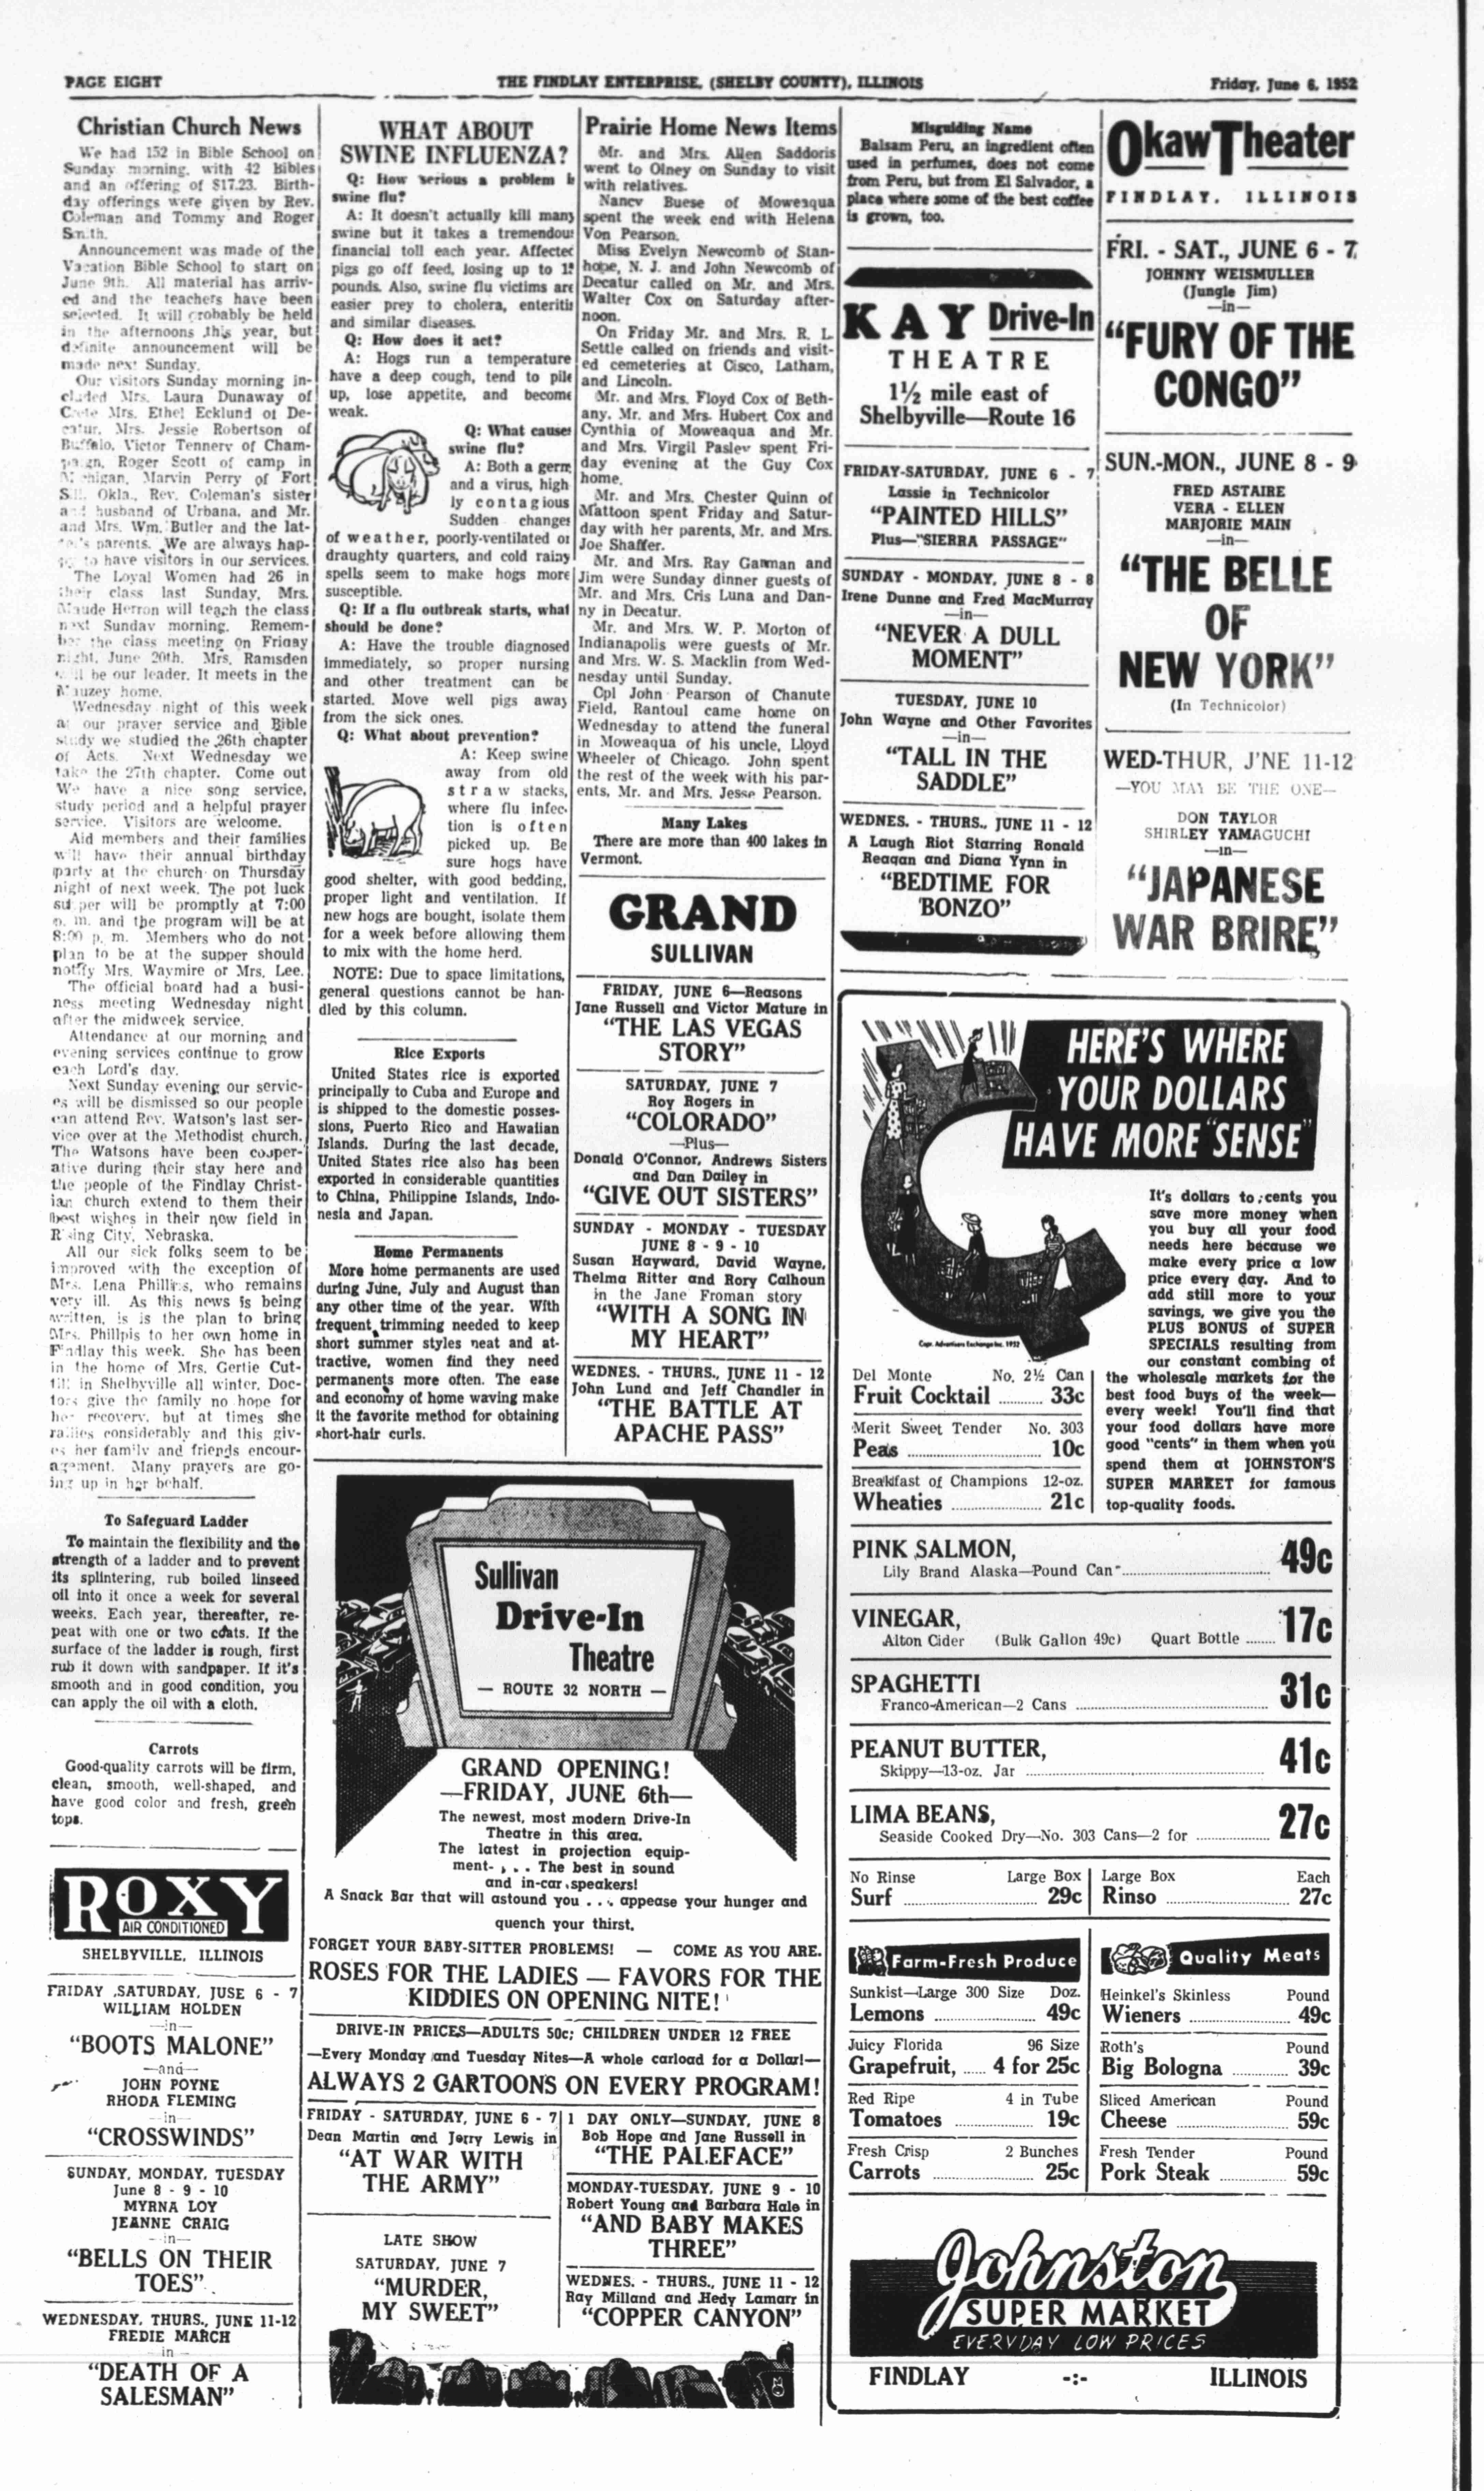 PAGE EIGHT
THE FINDLAY ENTERPRISE, (SHELBY COUNTY), ILLINOIS
Friday, June 6, 1952
Christian Church News
We had 152 in Bible School on
Sunday morning, with 42 Bibles
and an offering of $17.23. Birth-
day offerings were given by Rev.
Coleman and Tommy and Roger
Smith.
Announcement was made of the
Vacation Bible School to start on
June 9th. All material has arriv-
ed and the teachers have been
selected. It will probably be held
in the afternoons this year, but
definite announcement will be
made next Sunday.
Our visitors Sunday morning in-
cluded Mrs. Laura Dunaway of
Mrs. Ethel Ecklund of De-
catur, Mrs. Jessie Robertson of
Buffalo, Victor Tennery of Cham-
paign, Roger Scott of camp in
Michigan, Marvin Perry of Fort
Sill, Okla., Rev. Coleman's sister
and husband of Urbana, and Mr.
and Mrs. Wm. Butler and the lat-
ter's parents. We are always hap-
py to have visitors in our services.
The Loyal Women had 26 in
their class last Sunday, Mrs.
Maude Herron will teach the class
next Sunday morning. Remem-
ber the class meeting on Friday
night, June 20th. Mrs. Ramsden
will be our leader. It meets in the
Mauzey home.
Wednesday night of this week
at our prayer service and Bible
study we studied the 26th chapter
of Acts. Next Wednesday we
take the 27th chapter. Come out
We have a nice song service,
study period and a helpful prayer
service. Visitors are welcome.
Aid members and their families
will have their annual birthday
party at the church on Thursday
night of next week. The pot luck
supper will be promptly at 7:00
p. m. and the program will be at
8:00 p. m. Members who do not
plan to be at the supper should
notify Mrs. Waymire or Mrs. Lee.
The official board had a busi-
ness meeting Wednesday night
after the midweek service.
Attendance at our morning and
evening services continue to grow
each Lord's day.
Next Sunday evening our servic-
es will be dismissed so our people
can attend Rev. Watson's last ser-
vice over at the Methodist church.
The Watsons have been cooper-
ative during their stay here and
the people of the Findlay Christ-
ian church extend to them their
best wishes in their new field in
Rising City, Nebraska.
All our sick folks seem to be
improved with the exception of
Mrs. Lena Phillips, who remains
very ill. As this news is being
written, is is the plan to bring
Mrs. Phillpis to her own home in
Findlay this week. She has been
in the home of Mrs. Gertie Cut-
till in Shelbyville all winter. Doc-
tors give the family no hope for
her recovery, but at times she
rallies considerably and this giv-
es her family and friends encour-
agement. Many prayers are go-
ing up in her behalf.
To Safeguard Ladder
To maintain the flexibility and the
strength of a ladder and to prevent
its splintering, rub boiled linseed
oil into it once a week for several
weeks. Each year, thereafter, re-
peat with one or two coats. If the
surface of the ladder is rough, first
rub it down with sandpaper. If it's
smooth and in good condition, you
can apply the oil with a cloth.
Carrots
Good-quality carrots will be firm,
clean, smooth, well-shaped, and
have good color and fresh, green
tops.
ROXY
AIR CONDITIONED
SHELBYVILLE, ILLINOIS
FRIDAY ,SATURDAY, JUSE 6 - 7
WILLIAM HOLDEN
—in—
"BOOTS MALONE"
—and—
JOHN POYNE
RHODA FLEMING
—in—
"CROSSWINDS"
SUNDAY, MONDAY, TUESDAY
June 8 - 9 - 10
MYRNA LOY
JEANNE CRAIG
—in—
"BELLS ON THEIR
TOES"
WEDNESDAY, THURS., JUNE 11-12
FREDIE MARCH
in
"DEATH OF A
SALESMAN"
WHAT ABOUT
SWINE INFLUENZA?
Q: How serious a problem is
swine flu?
A: It doesn't actually kill many
swine but it takes a tremendous
financial toll each year. Affected
pigs go off feed, losing up to
pounds. Also, swine flu victims are
easier prey to cholera, enteritis
and similar diseases.
Q: How does it act?
A: Hogs run a temperature
have a deep cough, tend to pile
up, lose appetite, and become
weak.
Q: What causes
swine flu?
A: Both a germ,
and a virus, high
ly contagious
Sudden changes
of weather, poorly-ventilated or
draughty quarters, and cold rainy
spells seem to make hogs more
susceptible.
Q: If a flu outbreak starts, what
should be done?
A: Have the trouble diagnosed
immediately, so proper nursing
and other treatment can be
started. Move well pigs away
from the sick ones.
Q: What about prevention?
A: Keep swine
away from old
straw stacks,
where flu infec-
tion is often
picked up. Be
sure hogs have
good shelter, with good bedding,
proper light and ventilation. If
new hogs are bought, isolate them
for a week before allowing them
to mix with the home herd.
NOTE: Due to space limitations,
general questions cannot be han-
dled by this column.
Rice Exports
United States rice is exported
principally to Cuba and Europe and
is shipped to the domestic posses-
sions, Puerto Rico and Hawaiian
Islands. During the last decade,
United States rice also has been
exported in considerable quantities
to China, Philippine Islands, Indo-
nesia and Japan.
Home Permanents
More home permanents are used
during June, July and August than
any other time of the year. With
frequent trimming needed to keep
short summer styles neat and at-
tractive, women find they need
permanents more often. The ease
and economy of home waving make
it the favorite method for obtaining
short-hair curls.
Prairie Home News Items
Mr. and Mrs. Allen Saddoris
went to Olney on Sunday to visit
with relatives.
Nancy Buese of Moweaqua
spent the week end with Helena
Von Pearson.
Miss Evelyn Newcomb of Stan-
hope, N. J. and John Newcomb of
Decatur called on Mr. and Mrs.
Walter Cox on Saturday after-
noon.
On Friday Mr. and Mrs. R. L.
Settle called on friends and visit-
ed cemeteries at Cisco, Latham,
and Lincoln.
Mr. and Mrs. Floyd Cox of Beth-
any, Mr. and Mrs. Hubert Cox and
Cynthia of Moweaqua and Mr.
and Mrs. Virgil Pasley spent Fri-
day evening at the Guy Cox
home.
Mr. and Mrs. Chester Quinn of
Mattoon spent Friday and Satur-
day with her parents, Mr. and Mrs.
Joe Shaffer.
Mr. and Mrs. Ray Garman and
Jim were Sunday dinner guests of
Mr. and Mrs. Cris Luna and Dan-
ny in Decatur.
Mr. and Mrs. W. P. Morton of
Indianapolis were guests of Mr.
and Mrs. W. S. Macklin from Wed-
nesday until Sunday.
Cpl John Pearson of Chanute
Field, Rantoul came home on
Wednesday to attend the funeral
in Moweaqua of his uncle, Lloyd
Wheeler of Chicago. John spent
the rest of the week with his par-
ents, Mr. and Mrs. Jesse Pearson.
Many Lakes
There are more than 400 lakes in
Vermont.
GRAND
SULLIVAN
FRIDAY, JUNE 6—Reasons
Jane Russell and Victor Mature in
"THE LAS VEGAS
STORY"
SATURDAY, JUNE 7
Roy Rogers in
"COLORADO"
—Plus—
Donald O'Connor, Andrews Sisters
and Dan Dailey in
"GIVE OUT SISTERS"
SUNDAY - MONDAY - TUESDAY
JUNE 8 - 9 - 10
Susan Hayward, David Wayne,
Thelma Ritter and Rory Calhoun
in the Jane Froman story
"WITH A SONG IN
MY HEART"
WEDNES. - THURS., JUNE 11 - 12
John Lund and Jeff Chandler in
"THE BATTLE AT
APACHE PASS"
Sullivan
Drive-In
Theatre
— ROUTE 32 NORTH —
GRAND OPENING!
—FRIDAY, JUNE 6th—
The newest, most modern Drive-In
Theatre in this area.
The latest in projection equip-
ment- . . . The best in sound
and in-car speakers!
A Snack Bar that will astound you . . . appease your hunger and
quench your thirst.
FORGET YOUR BABY-SITTER PROBLEMS! — COME AS YOU ARE.
ROSES FOR THE LADIES — FAVORS FOR THE
KIDDIES ON OPENING NITE!
DRIVE-IN PRICES—ADULTS 50c; CHILDREN UNDER 12 FREE
—Every Monday and Tuesday Nites—A whole carload for a Dollar!—
ALWAYS 2 CARTOONS ON EVERY PROGRAM!
FRIDAY - SATURDAY, JUNE 6 - 7
Dean Martin and Jerry Lewis in
"AT WAR WITH
THE ARMY"
LATE SHOW
SATURDAY, JUNE 7
"MURDER,
MY SWEET"
1 DAY ONLY—SUNDAY, JUNE 8
Bob Hope and Jane Russell in
"THE PALEFACE"
MONDAY-TUESDAY, JUNE 9 - 10
Robert Young and Barbara Hale in
"AND BABY MAKES
THREE"
WEDNES. - THURS., JUNE 11 - 12
Ray Milland and Hedy Lamarr in
"COPPER CANYON"
Misguiding Name
Balsam Peru, an ingredient often
used in perfumes, does not come
from Peru, but from El Salvador, a
place where some of the best coffee
is grown, too.
KAY Drive-In
THEATRE
1½ mile east of
Shelbyville—Route 16
FRIDAY-SATURDAY, JUNE 6 - 7
Lassie in Technicolor
"PAINTED HILLS"
Plus—"SIERRA PASSAGE"
SUNDAY - MONDAY, JUNE 8 - 8
Irene Dunne and Fred MacMurray
—in—
"NEVER A DULL
MOMENT"
TUESDAY, JUNE 10
John Wayne and Other Favorites
—in—
"TALL IN THE
SADDLE"
WEDNES. - THURS., JUNE 11 - 12
A Laugh Riot Starring Ronald
Reagan and Diana Yynn in
"BEDTIME FOR
'BONZO"
Okaw Theater
FINDLAY, ILLINOIS
FRI. - SAT., JUNE 6 - 7
JOHNNY WEISMULLER
(Jungle Jim)
—in—
"FURY OF THE
CONGO"
SUN.-MON., JUNE 8 - 9
FRED ASTAIRE
VERA - ELLEN
MARJORIE MAIN
—in—
"THE BELLE
OF
NEW YORK"
(In Technicolor)
WED-THUR, J'NE 11-12
—YOU MAY BE THE ONE—
DON TAYLOR
SHIRLEY YAMAGUCHI
—in—
"JAPANESE
WAR BRIRE"
HERE'S WHERE
YOUR DOLLARS
HAVE MORE "SENSE"
It's dollars to cents you
save more money when
you buy all your food
needs here because we
make every price a low
price every day. And to
add still more to your
savings, we give you the
PLUS BONUS of SUPER
SPECIALS resulting from
our constant combing of
the wholesale markets for the
best food buys of the week—
every week! You'll find that
your food dollars have more
good "cents" in them when you
spend them at JOHNSTON'S
SUPER MARKET for famous
top-quality foods.
Copr. Advertisers Exchange Inc. 1952
Del Monte No. 2½ Can
Fruit Cocktail 33c
Merit Sweet Tender No. 303
Peas 10c
Breakfast of Champions 12-oz.
Wheaties 21c
PINK SALMON, 49c
Lily Brand Alaska—Pound Can
VINEGAR, 17c
Alton Cider (Bulk Gallon 49c) Quart Bottle
SPAGHETTI 31c
Franco-American—2 Cans
PEANUT BUTTER, 41c
Skippy—13-oz. Jar
LIMA BEANS, 27c
Seaside Cooked Dry—No. 303 Cans—2 for
No Rinse Large Box
Surf 29c
Large Box Each
Rinso 27c
Farm-Fresh Produce
Sunkist—Large 300 Size Doz.
Lemons 49c
Juicy Florida 96 Size
Grapefruit, 4 for 25c
Red Ripe 4 in Tube
Tomatoes 19c
Fresh Crisp 2 Bunches
Carrots 25c
Quality Meats
Heinkel's Skinless Pound
Wieners 49c
Roth's Pound
Big Bologna 39c
Sliced American Pound
Cheese 59c
Fresh Tender Pound
Pork Steak 59c
Johnston
SUPER MARKET
EVERYDAY LOW PRICES
FINDLAY -:- ILLINOIS